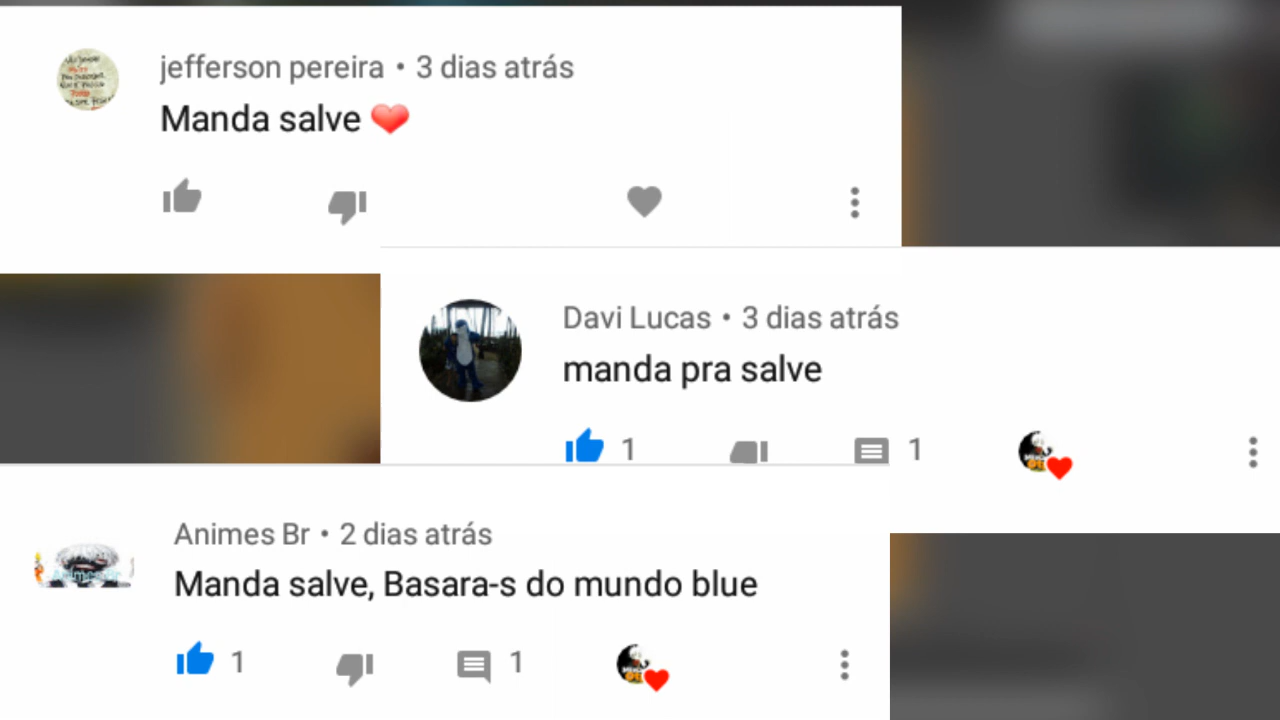 jefferson pereira • 3 dias atrás
Manda salve ❤
Davi Lucas • 3 dias atrás
manda pra salve
1 1
Animes Br • 2 dias atrás
Manda salve, Basara-s do mundo blue
1 1